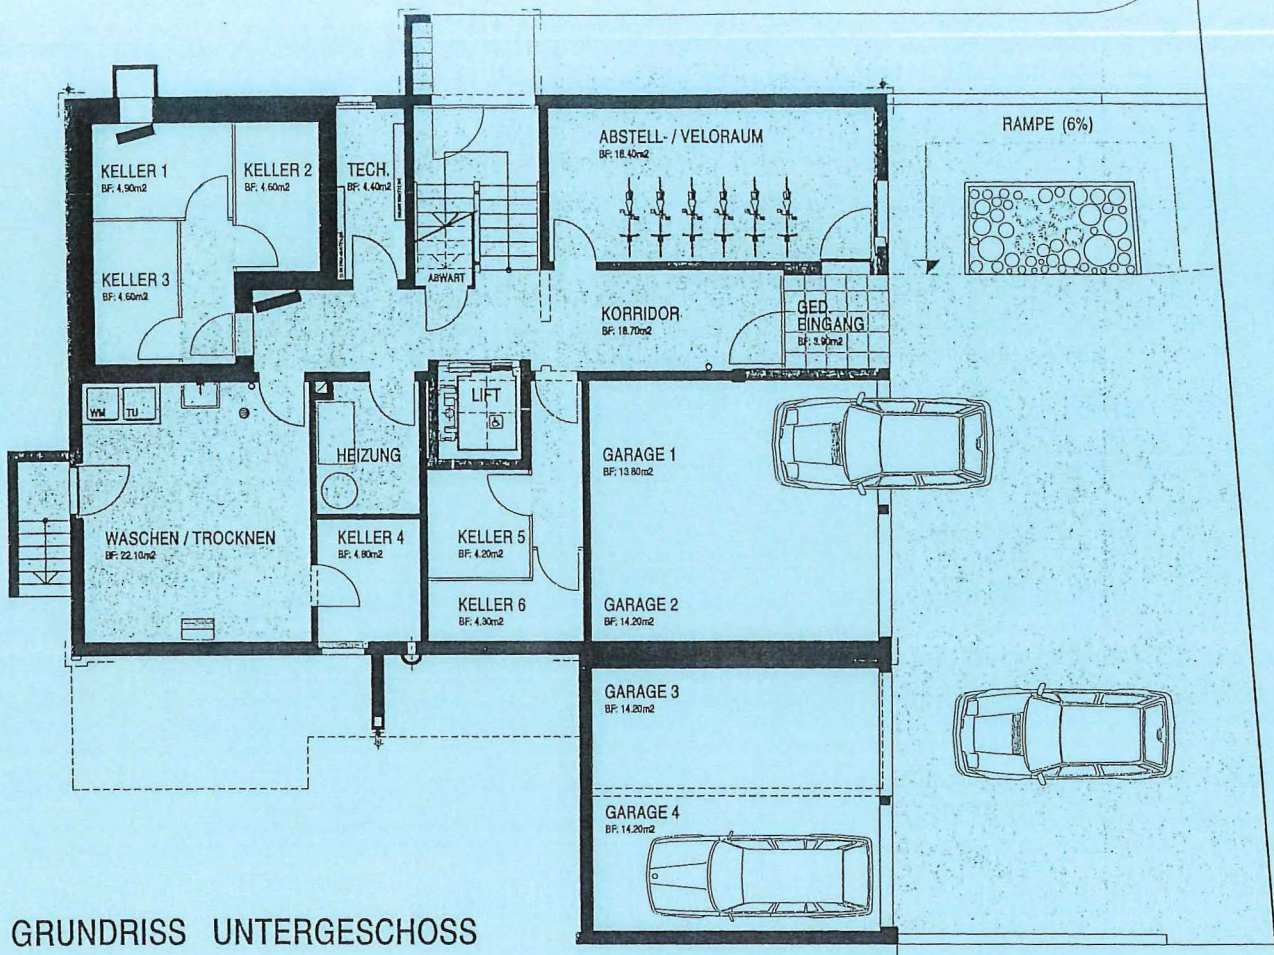 RAMPE (6%)
ABSTELL- / VELORAUM
BF: 18.40m2
KELLER 1
BF: 4.90m2
KELLER 2
BF: 4.60m2
TECH.
BF: 4.40m2
KELLER 3
BF: 4.60m2
ABWART
KORRIDOR
BF: 18.70m2
GED.
EINGANG
BF: 3.90m2
WM
TU
LIFT
HEIZUNG
GARAGE 1
BF: 13.80m2
WASCHEN / TROCKNEN
BF: 22.10m2
KELLER 4
BF: 4.80m2
KELLER 5
BF: 4.20m2
KELLER 6
BF: 4.30m2
GARAGE 2
BF: 14.20m2
GARAGE 3
BF: 14.20m2
GARAGE 4
BF: 14.20m2
GRUNDRISS UNTERGESCHOSS